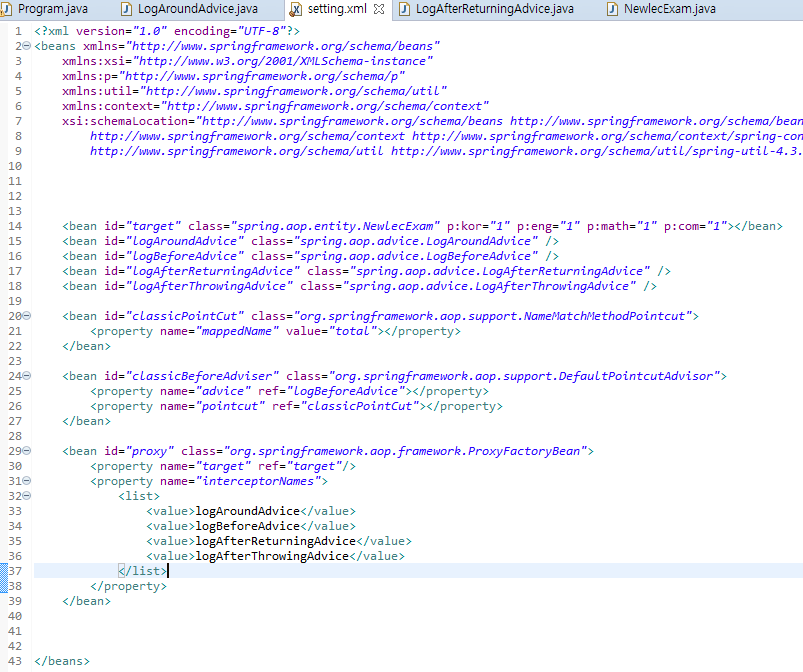 Program.java LogAroundAdvice.java setting.xml LogAfterReturningAdvice.java NewlecExam.java
1 <?xml version="1.0" encoding="UTF-8"?>
2 <beans xmlns="http://www.springframework.org/schema/beans"
3 xmlns:xsi="http://www.w3.org/2001/XMLSchema-instance"
4 xmlns:p="http://www.springframework.org/schema/p"
5 xmlns:util="http://www.springframework.org/schema/util"
6 xmlns:context="http://www.springframework.org/schema/context"
7 xsi:schemaLocation="http://www.springframework.org/schema/beans http://www.springframework.org/schema/bean
8 http://www.springframework.org/schema/context http://www.springframework.org/schema/context/spring-con
9 http://www.springframework.org/schema/util http://www.springframework.org/schema/util/spring-util-4.3.
10
11
12
13
14 <bean id="target" class="spring.aop.entity.NewlecExam" p:kor="1" p:eng="1" p:math="1" p:com="1"></bean>
15 <bean id="logAroundAdvice" class="spring.aop.advice.LogAroundAdvice" />
16 <bean id="logBeforeAdvice" class="spring.aop.advice.LogBeforeAdvice" />
17 <bean id="logAfterReturningAdvice" class="spring.aop.advice.LogAfterReturningAdvice" />
18 <bean id="logAfterThrowingAdvice" class="spring.aop.advice.LogAfterThrowingAdvice" />
19
20 <bean id="classicPointCut" class="org.springframework.aop.support.NameMatchMethodPointcut">
21 <property name="mappedName" value="total"></property>
22 </bean>
23
24 <bean id="classicBeforeAdviser" class="org.springframework.aop.support.DefaultPointcutAdvisor">
25 <property name="advice" ref="logBeforeAdvice"></property>
26 <property name="pointcut" ref="classicPointCut"></property>
27 </bean>
28
29 <bean id="proxy" class="org.springframework.aop.framework.ProxyFactoryBean">
30 <property name="target" ref="target"/>
31 <property name="interceptorNames">
32 <list>
33 <value>logAroundAdvice</value>
34 <value>logBeforeAdvice</value>
35 <value>logAfterReturningAdvice</value>
36 <value>logAfterThrowingAdvice</value>
37 </list>
38 </property>
39 </bean>
40
41
42
43 </beans>